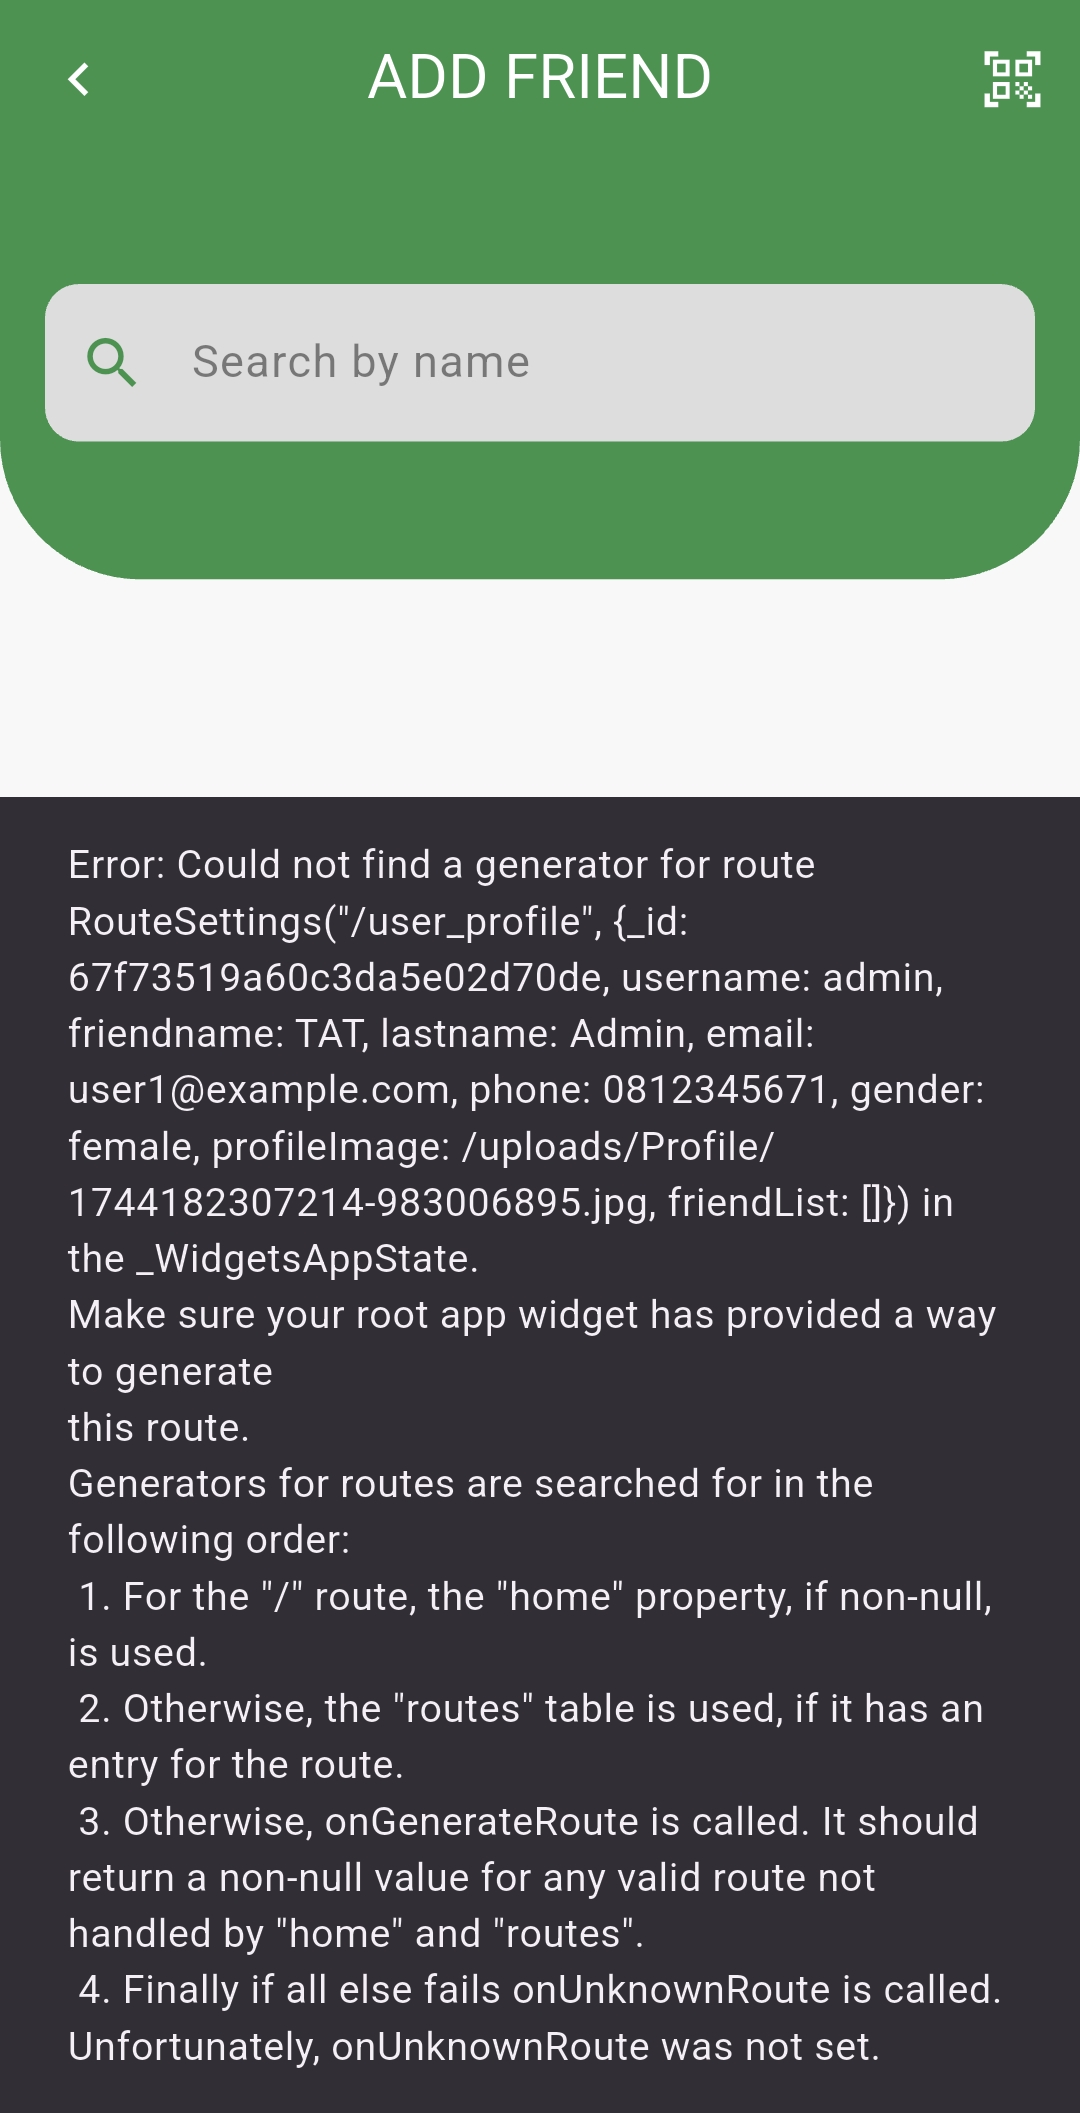 ADD FRIEND
Search by name
Error: Could not find a generator for route
RouteSettings("/user_profile", {_id:
67f73519a60c3da5e02d70de, username: admin,
friendname: TAT, lastname: Admin, email:
user1@example.com, phone: 0812345671, gender:
female, profileImage: /uploads/Profile/
1744182307214-983006895.jpg, friendList: []}) in
the _WidgetsAppState.
Make sure your root app widget has provided a way
to generate
this route.
Generators for routes are searched for in the
following order:
1. For the "/" route, the "home" property, if non-null,
is used.
2. Otherwise, the "routes" table is used, if it has an
entry for the route.
3. Otherwise, onGenerateRoute is called. It should
return a non-null value for any valid route not
handled by "home" and "routes".
4. Finally if all else fails onUnknownRoute is called.
Unfortunately, onUnknownRoute was not set.